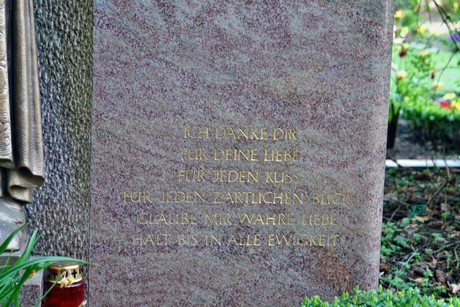 ICH DANKE DIR
FÜR DEINE LIEBE
FÜR JEDEN KUSS
FÜR JEDEN ZÄRTLICHEN BLICK
GLAUBE MIR WAHRE LIEBE
HÄLT BIS IN ALLE EWIGKEIT